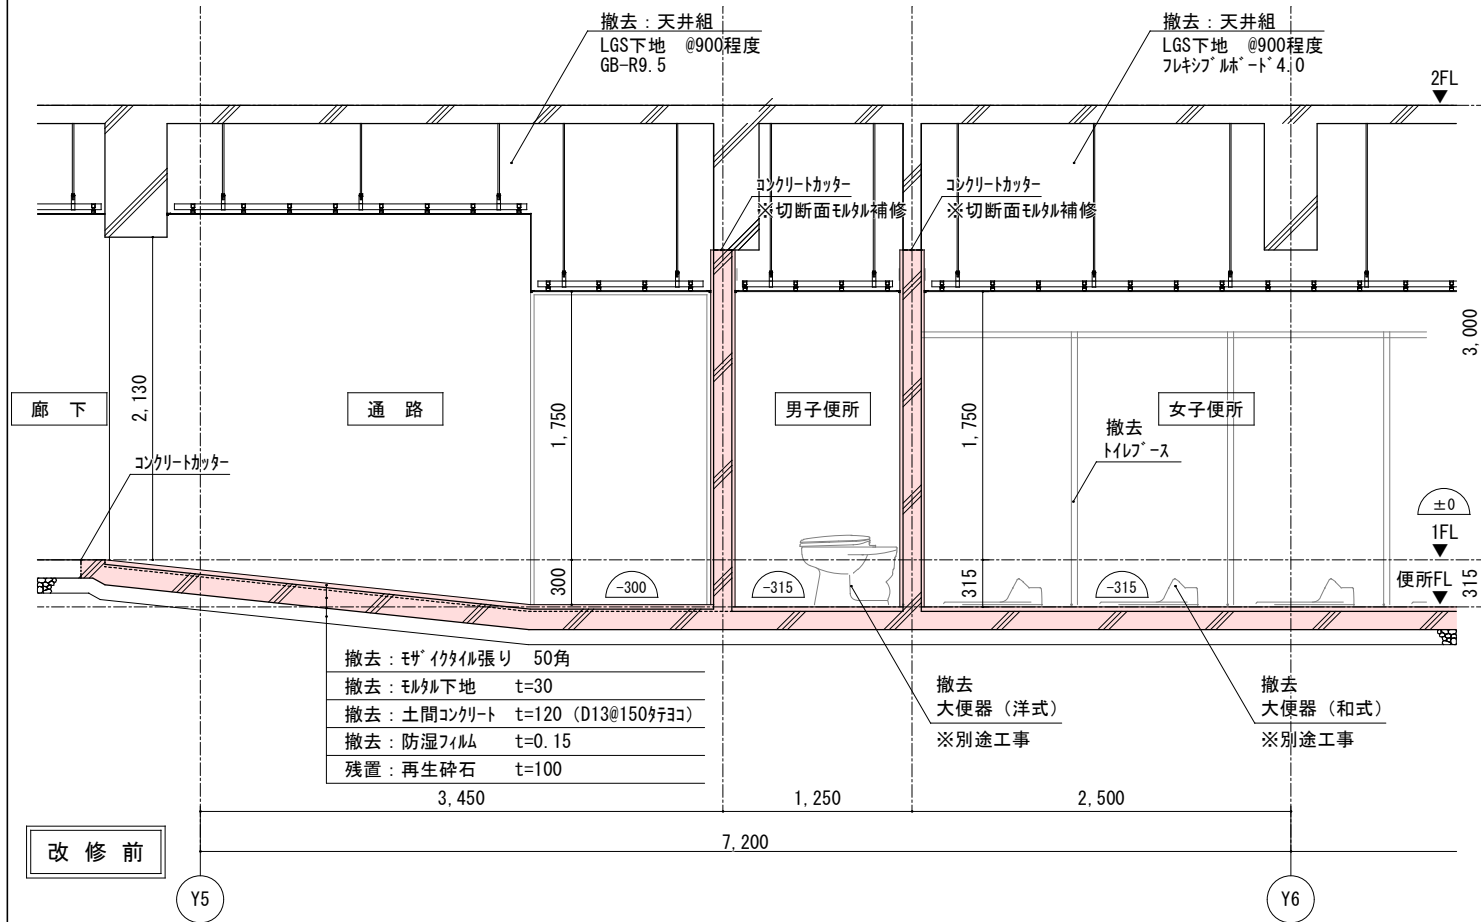 撤去：天井組
LGS下地　@900程度
GB-R9.5
撤去：天井組
LGS下地　@900程度
ﾌﾚｷｼﾌﾞﾙﾎﾞｰﾄﾞ4.0
2FL
ｺﾝｸﾘｰﾄｶｯﾀｰ
※切断面ﾓﾙﾀﾙ補修
ｺﾝｸﾘｰﾄｶｯﾀｰ
※切断面ﾓﾙﾀﾙ補修
3,000
廊　下
2,130
通　路
1,750
男子便所
1,750
女子便所
撤去
ﾄｲﾚﾌﾞｰｽ
ｺﾝｸﾘｰﾄｶｯﾀｰ
±0
1FL
300
-300
-315
315
-315
便所FL
315
撤去：ﾓｻﾞｲｸﾀｲﾙ張り　50角
撤去：ﾓﾙﾀﾙ下地　t=30
撤去：土間ｺﾝｸﾘｰﾄ　t=120（D13@150ﾀﾃﾖｺ）
撤去：防湿ﾌｨﾙﾑ　t=0.15
残置：再生砕石　t=100
撤去
大便器（洋式）
※別途工事
撤去
大便器（和式）
※別途工事
3,450
1,250
2,500
7,200
改 修 前
Y5
Y6